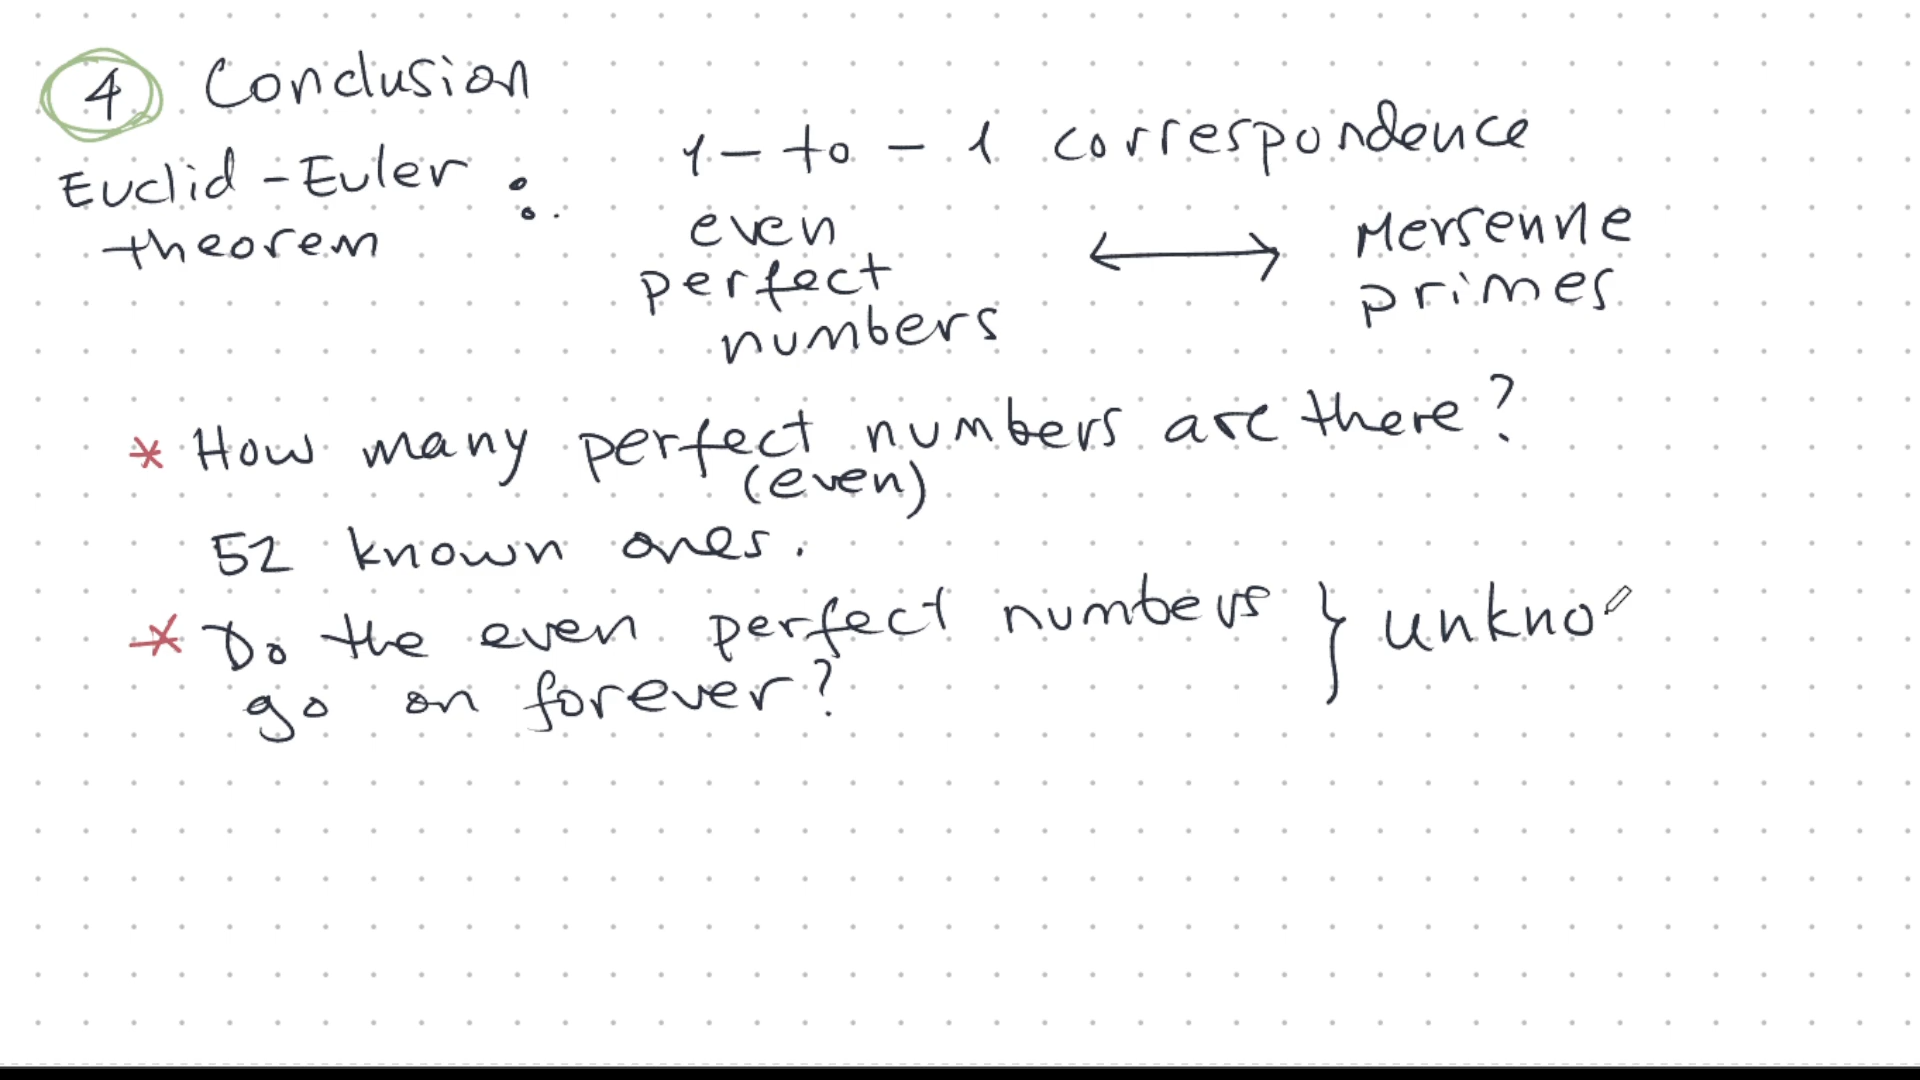 4 Conclusion
Euclid-Euler theorem : 1-to-1 correspondence
even perfect numbers ↔ Mersenne primes
* How many perfect numbers are there?
(even)
52 known ones.
* Do the even perfect numbers } unkno
go on forever?